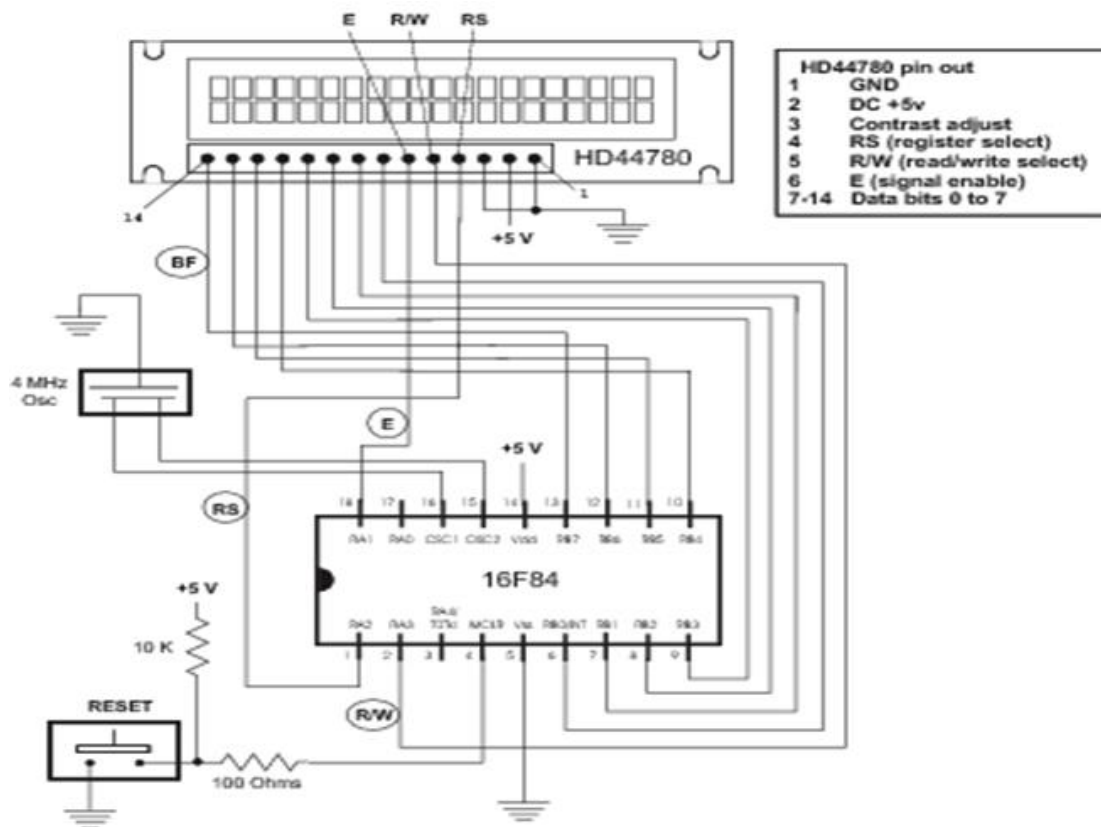 E R/W RS
HD44780 pin out
1 GND
2 DC +5v
3 Contrast adjust
4 RS (register select)
5 R/W (read/write select)
6 E (signal enable)
7-14 Data bits 0 to 7
HD44780
14
1
+5 V
BF
4 MHz
Osc
E
+5 V
RS
18 17 16 15 14 13 12 11 10
RA1 RA0 OSC1 OSC2 Vdd RB7 RB6 RB5 RB4
16F84
+5 V
RA4/
RA2 RA3 T0CKI MCLR Vss RB0/INT RB1 RB2 RB3
1 2 3 4 5 6 7 8 9
10 K
RESET
R/W
100 Ohms